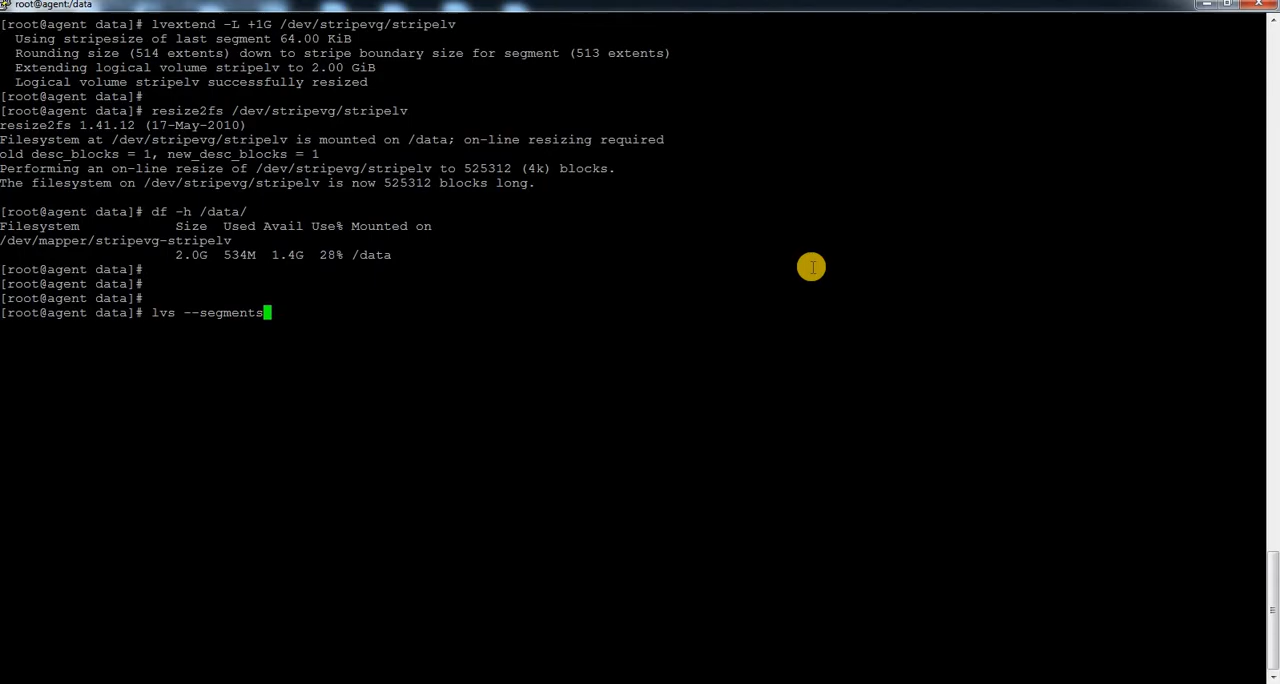 root@agent:/data
[root@agent data]# lvextend -L +1G /dev/stripevg/stripelv
  Using stripesize of last segment 64.00 KiB
  Rounding size (514 extents) down to stripe boundary size for segment (513 extents)
  Extending logical volume stripelv to 2.00 GiB
  Logical volume stripelv successfully resized
[root@agent data]#
[root@agent data]# resize2fs /dev/stripevg/stripelv
resize2fs 1.41.12 (17-May-2010)
Filesystem at /dev/stripevg/stripelv is mounted on /data; on-line resizing required
old desc_blocks = 1, new_desc_blocks = 1
Performing an on-line resize of /dev/stripevg/stripelv to 525312 (4k) blocks.
The filesystem on /dev/stripevg/stripelv is now 525312 blocks long.
[root@agent data]# df -h /data/
Filesystem            Size  Used Avail Use% Mounted on
/dev/mapper/stripevg-stripelv
                      2.0G  534M  1.4G  28% /data
[root@agent data]#
[root@agent data]#
[root@agent data]#
[root@agent data]# lvs --segments